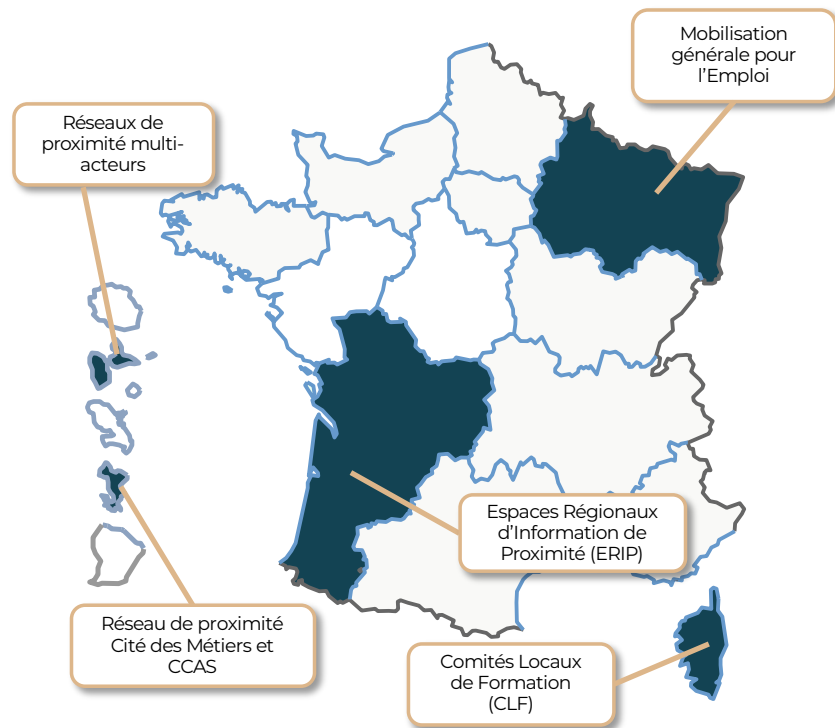 Mobilisation
générale pour
l'Emploi
Réseaux de
proximité multi-
acteurs
Espaces Régionaux
d'Information de
Proximité (ERIP)
Réseau de proximité
Cité des Métiers et
CCAS
Comités Locaux
de Formation
(CLF)